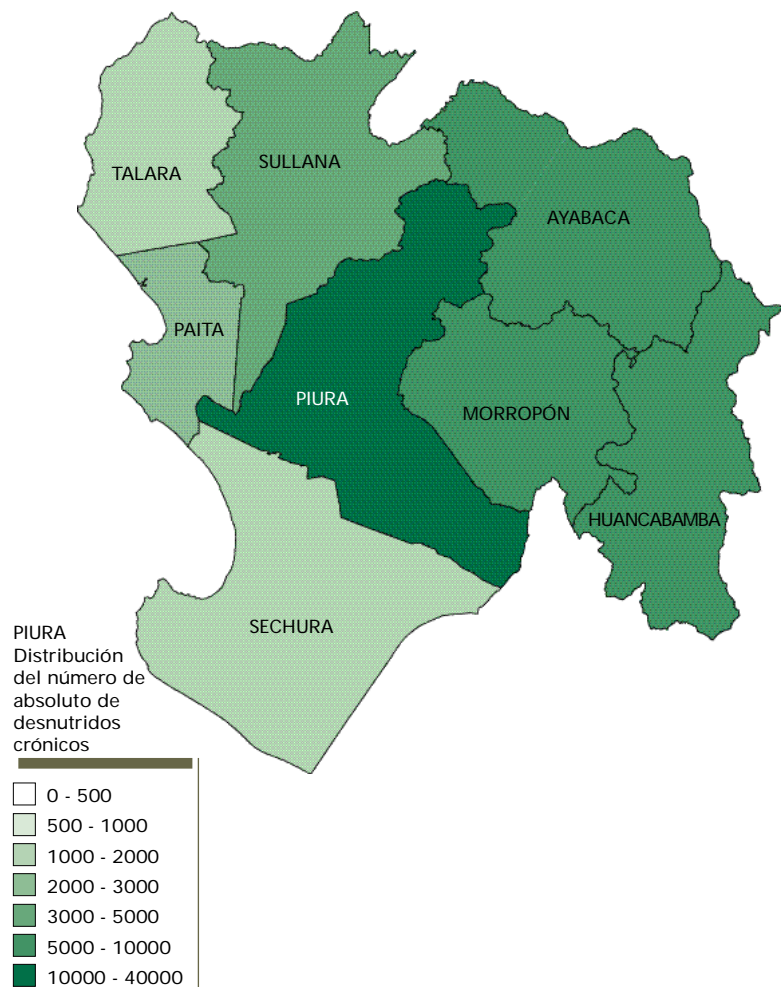 TALARA
SULLANA
AYABACA
PAITA
PIURA
MORROPÓN
HUANCABAMBA
SECHURA
PIURA
Distribución
del número de
absoluto de
desnutridos
crónicos
0 - 500
500 - 1000
1000 - 2000
2000 - 3000
3000 - 5000
5000 - 10000
10000 - 40000